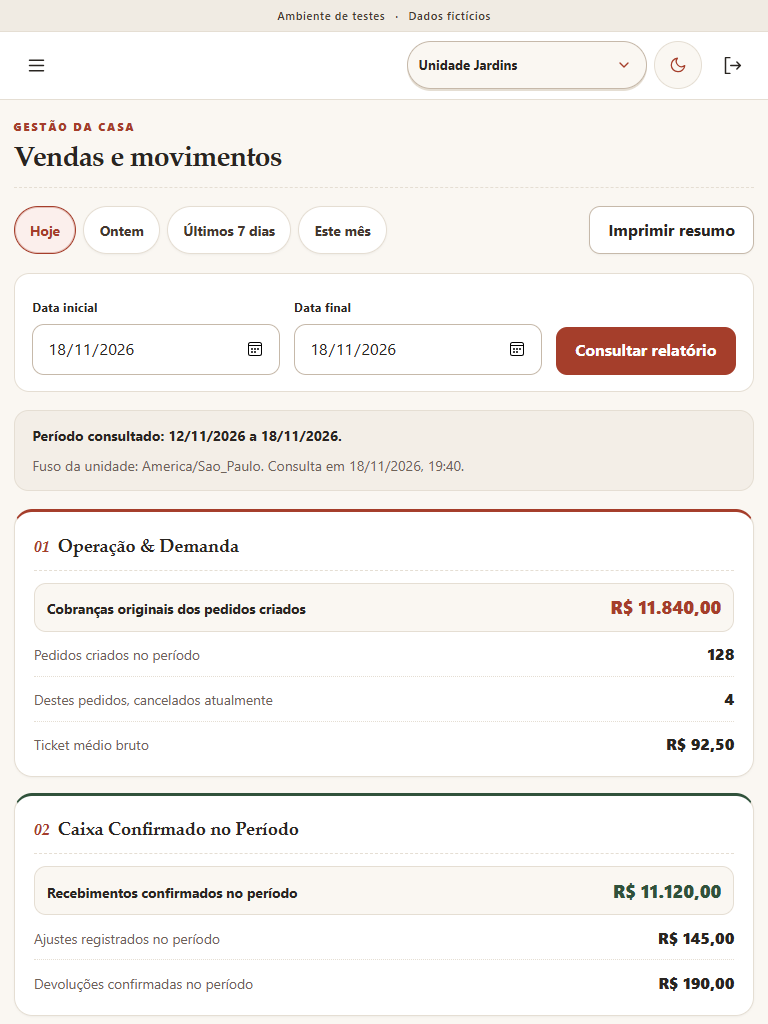 Ambiente de testes · Dados fictícios
Unidade Jardins
GESTÃO DA CASA
Vendas e movimentos
Hoje
Ontem
Últimos 7 dias
Este mês
Imprimir resumo
Data inicial
Data final
18/11/2026
18/11/2026
Consultar relatório
Período consultado: 12/11/2026 a 18/11/2026.
Fuso da unidade: America/Sao_Paulo. Consulta em 18/11/2026, 19:40.
01 Operação & Demanda
Cobranças originais dos pedidos criados R$ 11.840,00
Pedidos criados no período 128
Destes pedidos, cancelados atualmente 4
Ticket médio bruto R$ 92,50
02 Caixa Confirmado no Período
Recebimentos confirmados no período R$ 11.120,00
Ajustes registrados no período R$ 145,00
Devoluções confirmadas no período R$ 190,00